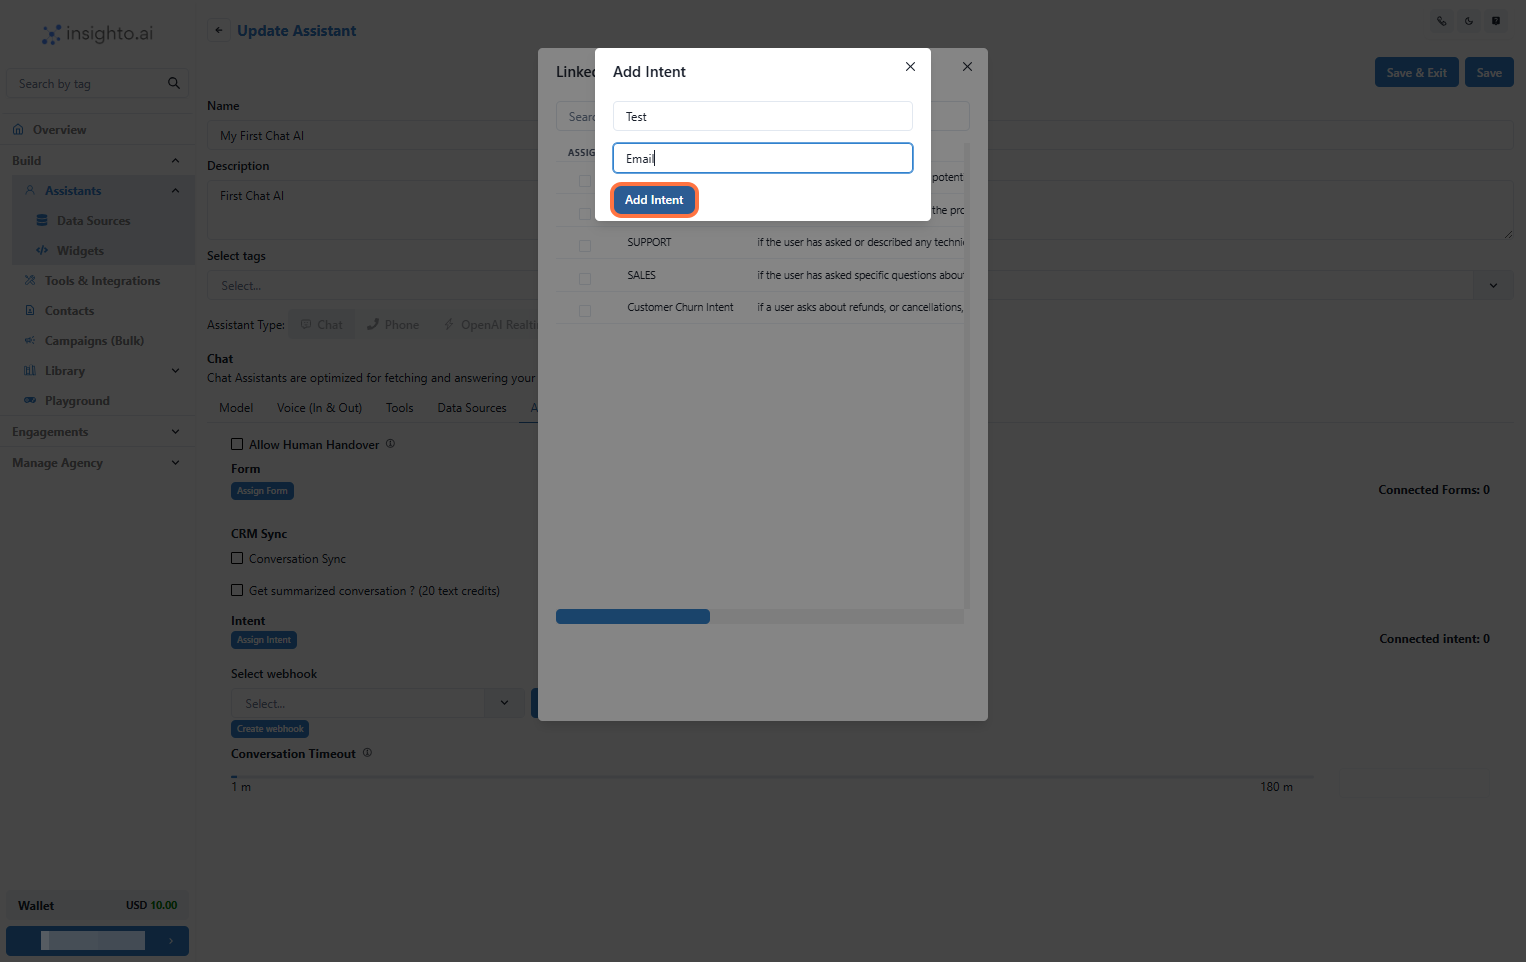 insighto.ai
Search by tag
Overview
Build
Assistants
Data Sources
Widgets
Tools & Integrations
Contacts
Campaigns (Bulk)
Library
Playground
Engagements
Manage Agency
Wallet USD 10.00
Update Assistant
Save & Exit Save
Name
My First Chat AI
Description
First Chat AI
Select tags
Select...
Assistant Type: Chat Phone OpenAI
Chat
Chat Assistants are optimized for fetching and answering your
Model Voice (In & Out) Tools Data Sources A
Allow Human Handover
Form
Assign Form
Connected Forms: 0
CRM Sync
Conversation Sync
Get summarized conversation ? (20 text credits)
Intent
Assign Intent
Connected intent: 0
Select webhook
Select...
Create webhook
Conversation Timeout
1 m 180 m
Linked
Sear
ASSIG
potent
the pro
SUPPORT if the user has asked or described any techni
SALES if the user has asked specific questions abou
Customer Churn Intent if a user asks about refunds, or cancellations,
Add Intent
Test
Email
Add Intent